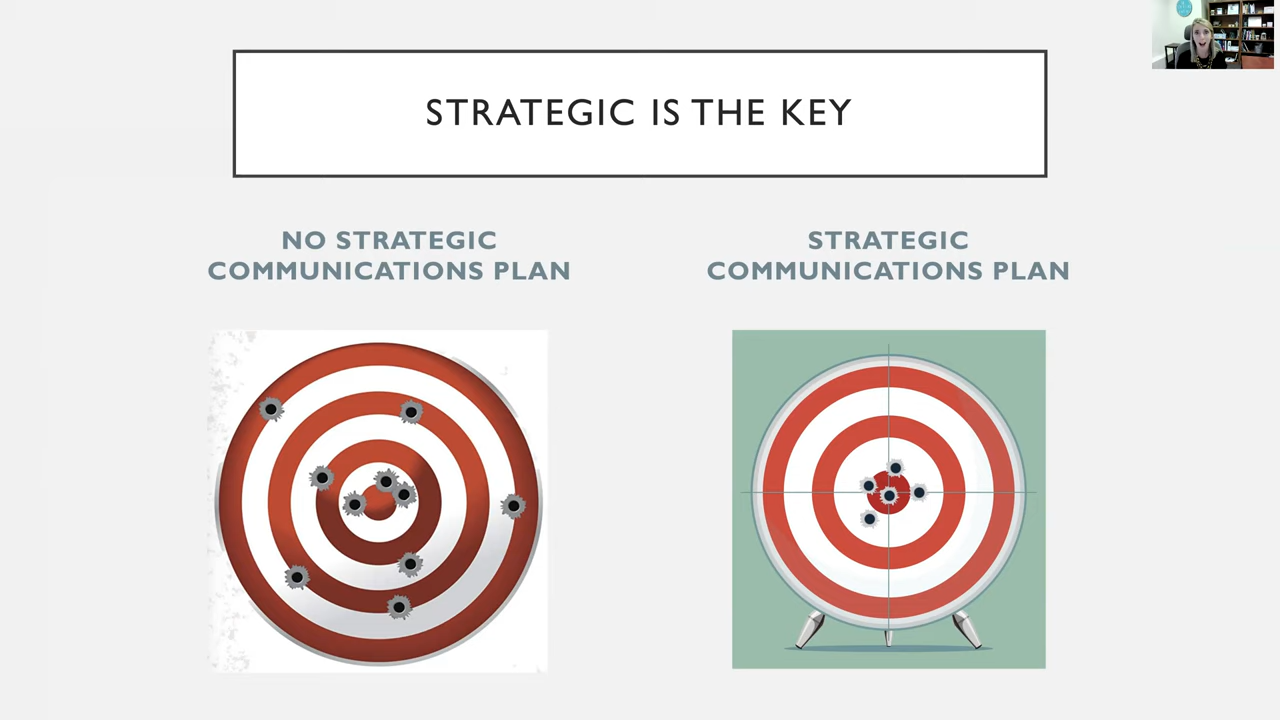 STRATEGIC IS THE KEY
NO STRATEGIC
COMMUNICATIONS PLAN
STRATEGIC
COMMUNICATIONS PLAN